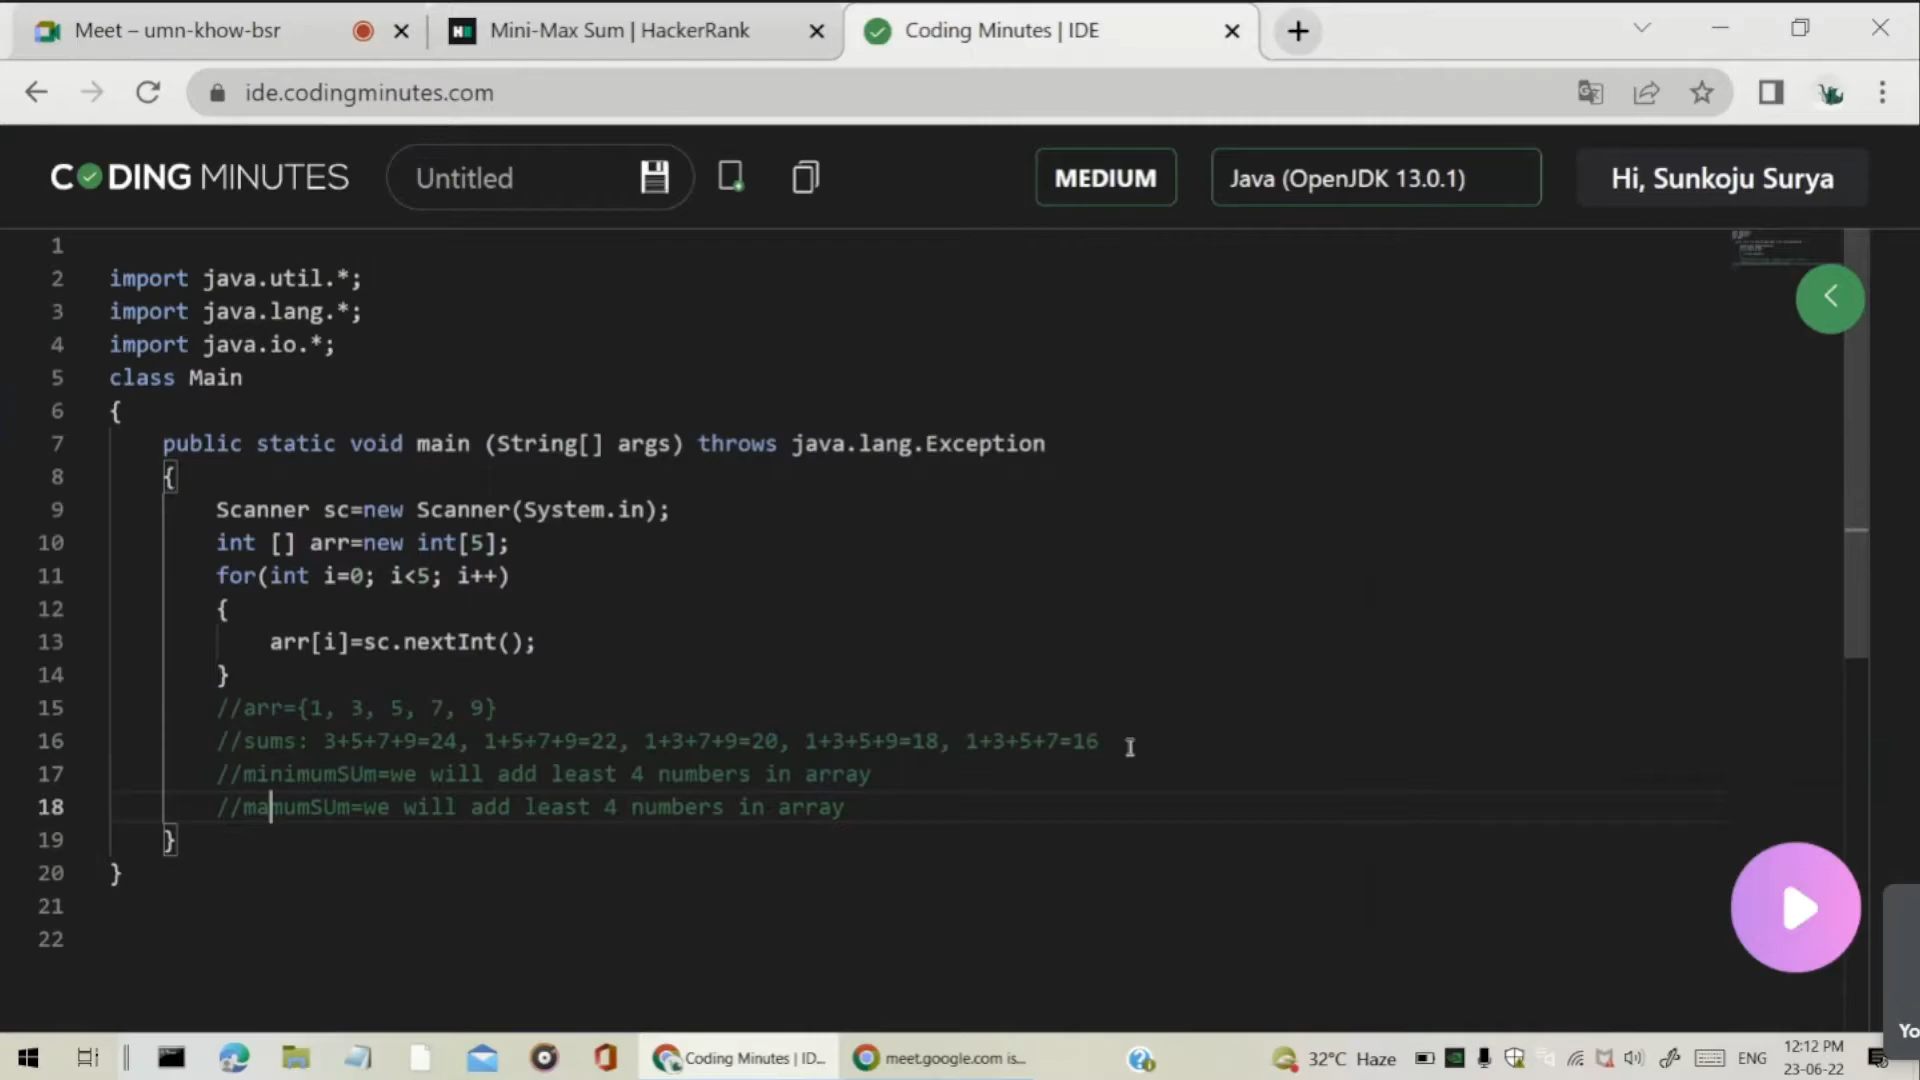 Meet – umn-khow-bsr
Mini-Max Sum | HackerRank
Coding Minutes | IDE
ide.codingminutes.com
CODING MINUTES
Untitled
MEDIUM
Java (OpenJDK 13.0.1)
Hi, Sunkoju Surya
1
2 import java.util.*;
3 import java.lang.*;
4 import java.io.*;
5 class Main
6 {
7 public static void main (String[] args) throws java.lang.Exception
8 {
9 Scanner sc=new Scanner(System.in);
10 int [] arr=new int[5];
11 for(int i=0; i<5; i++)
12 {
13 arr[i]=sc.nextInt();
14 }
15 //arr={1, 3, 5, 7, 9}
16 //sums: 3+5+7+9=24, 1+5+7+9=22, 1+3+7+9=20, 1+3+5+9=18, 1+3+5+7=16
17 //minimumSUm=we will add least 4 numbers in array
18 //mamumSUm=we will add least 4 numbers in array
19 }
20 }
21
22
Yo
Coding Minutes | ID...
meet.google.com is...
32°C Haze
ENG
12:12 PM
23-06-22